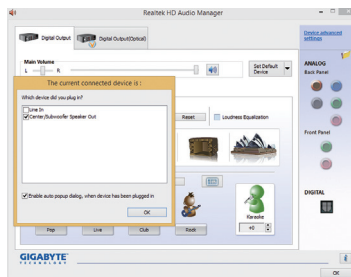 Realtek HD Audio Manager
Digital Output
Digital Output(Optical)
Device advanced
settings
Main Volume
L
R
Set Default
Device
ANALOG
Back Panel
The current connected device is :
Which device did you plug in?
Line In
Center/Subwoofer Speaker Out
Reset
Loudness Equalization
Front Panel
Enable auto popup dialog, when device has been plugged in
OK
DIGITAL
Karaoke
Pop
Live
Club
Rock
+0
GIGABYTE
TECHNOLOGY
OK